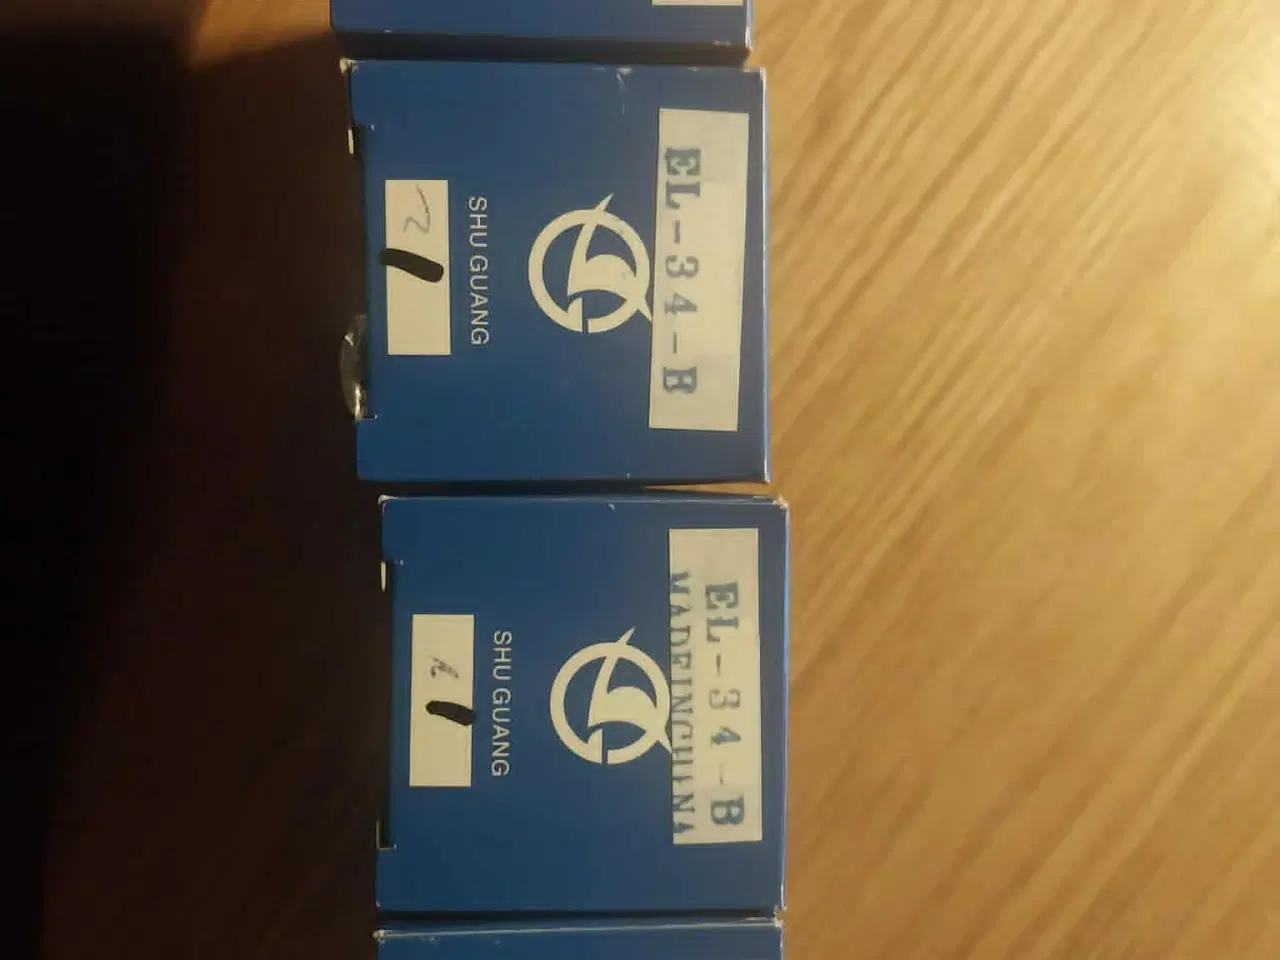 EL-34-B
SHU GUANG
EL-34-B
MADE IN CHINA
SHU GUANG